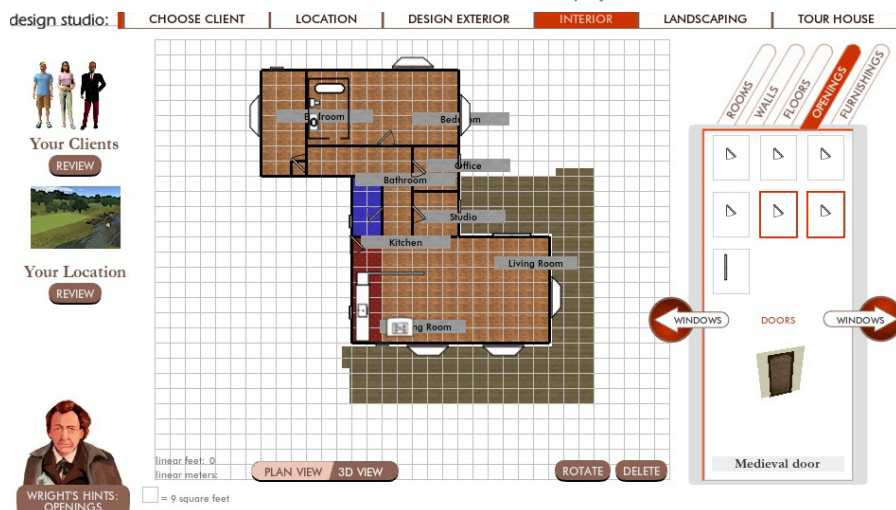 design studio:
CHOOSE CLIENT
LOCATION
DESIGN EXTERIOR
INTERIOR
LANDSCAPING
TOUR HOUSE
Your Clients
REVIEW
Your Location
REVIEW
WRIGHT'S HINTS:
OPENINGS
Bedroom
Office
Bathroom
Studio
Kitchen
Living Room
Room
linear feet: 0
linear meters:
PLAN VIEW
3D VIEW
ROTATE
DELETE
= 9 square feet
ROOMS
WALLS
FLOORS
OPENINGS
FURNISHINGS
WINDOWS
DOORS
WINDOWS
Medieval door